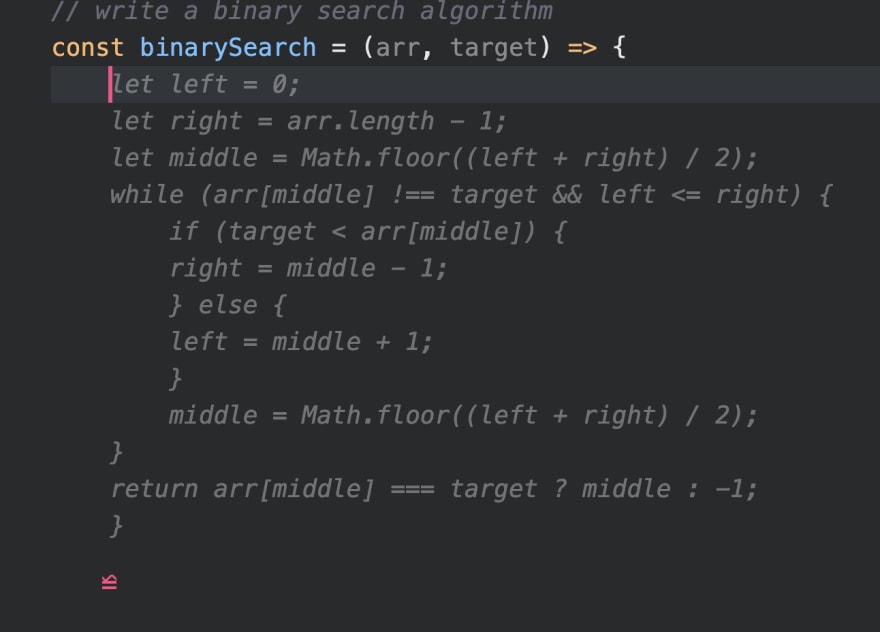 // write a binary search algorithm
const binarySearch = (arr, target) => {
    let left = 0;
    let right = arr.length - 1;
    let middle = Math.floor((left + right) / 2);
    while (arr[middle] !== target && left <= right) {
        if (target < arr[middle]) {
        right = middle - 1;
        } else {
        left = middle + 1;
        }
        middle = Math.floor((left + right) / 2);
    }
    return arr[middle] === target ? middle : -1;
    }